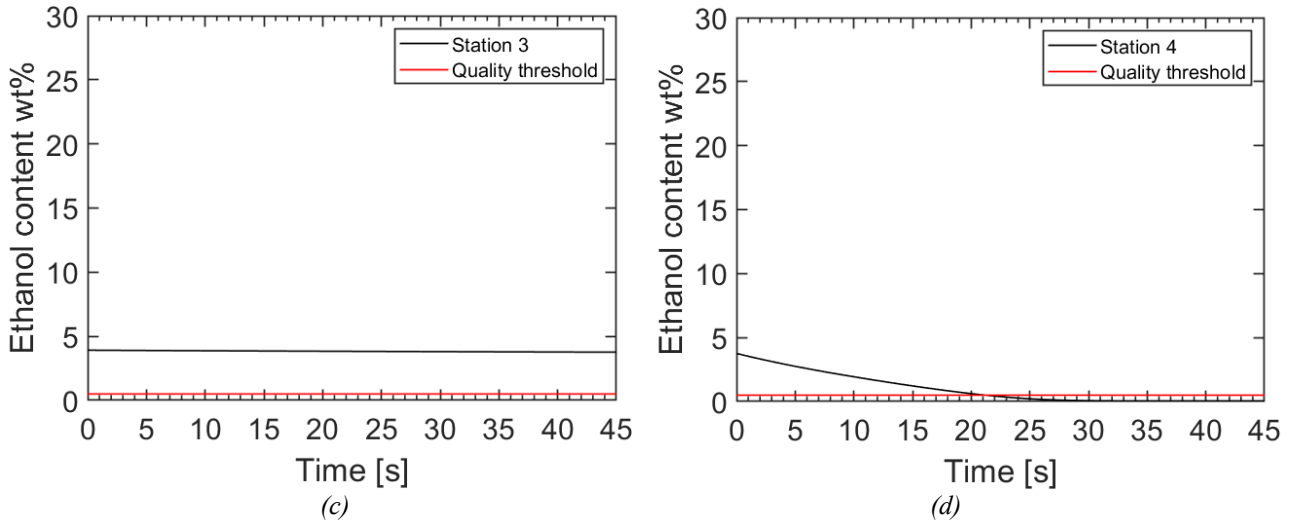 30
25
20
15
10
5
0
Ethanol content wt%
Station 3
Quality threshold
0 5 10 15 20 25 30 35 40 45
Time [s]
(c)
30
25
20
15
10
5
0
Ethanol content wt%
Station 4
Quality threshold
0 5 10 15 20 25 30 35 40 45
Time [s]
(d)